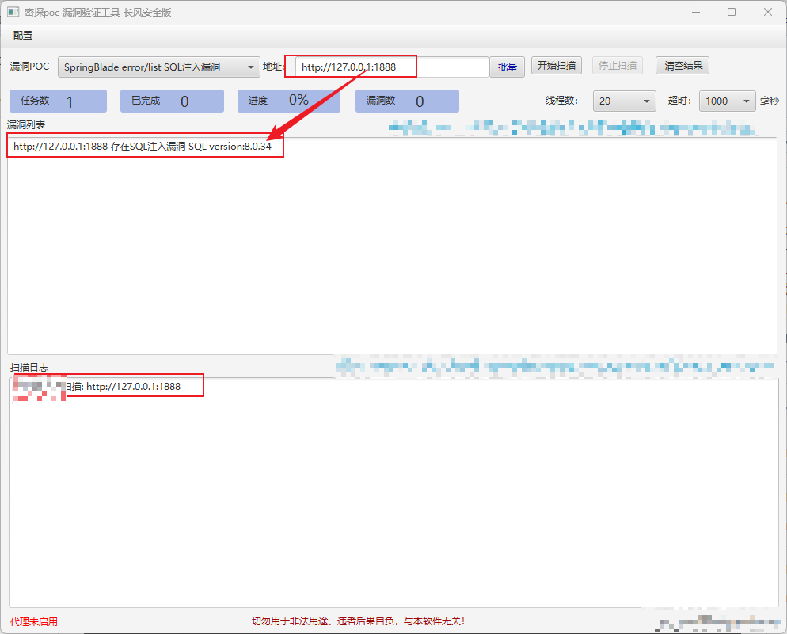 密探poc 漏洞验证工具 长风安全版
配置
漏洞POC SpringBlade error/list SQL注入漏洞 地址: http://127.0.0.1:1888 批量 开始扫描 停止扫描 清空结果
任务数 1 已完成 0 进度 0% 漏洞数 0 线程数: 20 超时: 1000 毫秒
漏洞列表
http://127.0.0.1:1888 存在SQL注入漏洞 SQL version:8.0.34
扫描日志
扫描: http://127.0.0.1:1888
代理未启用 请勿用于非法用途，违者后果自负，与本软件无关!